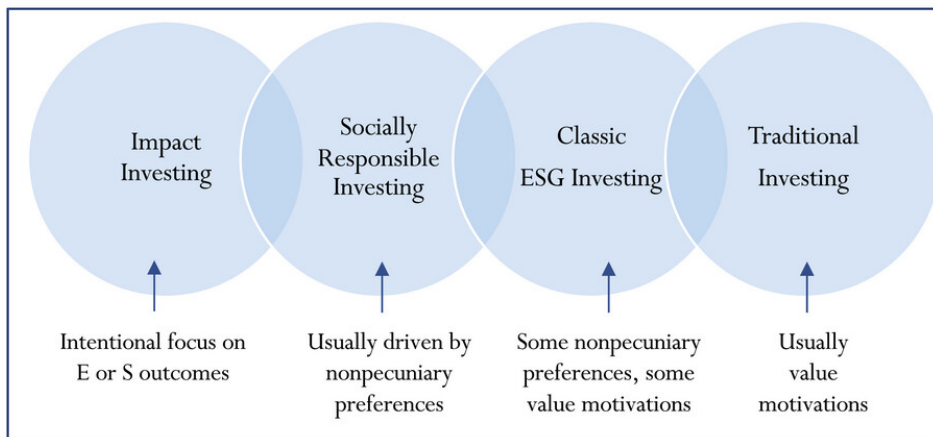 Impact
Investing
Socially
Responsible
Investing
Classic
ESG Investing
Traditional
Investing
Intentional focus on
E or S outcomes
Usually driven by
nonpecuniary
preferences
Some nonpecuniary
preferences, some
value motivations
Usually
value
motivations